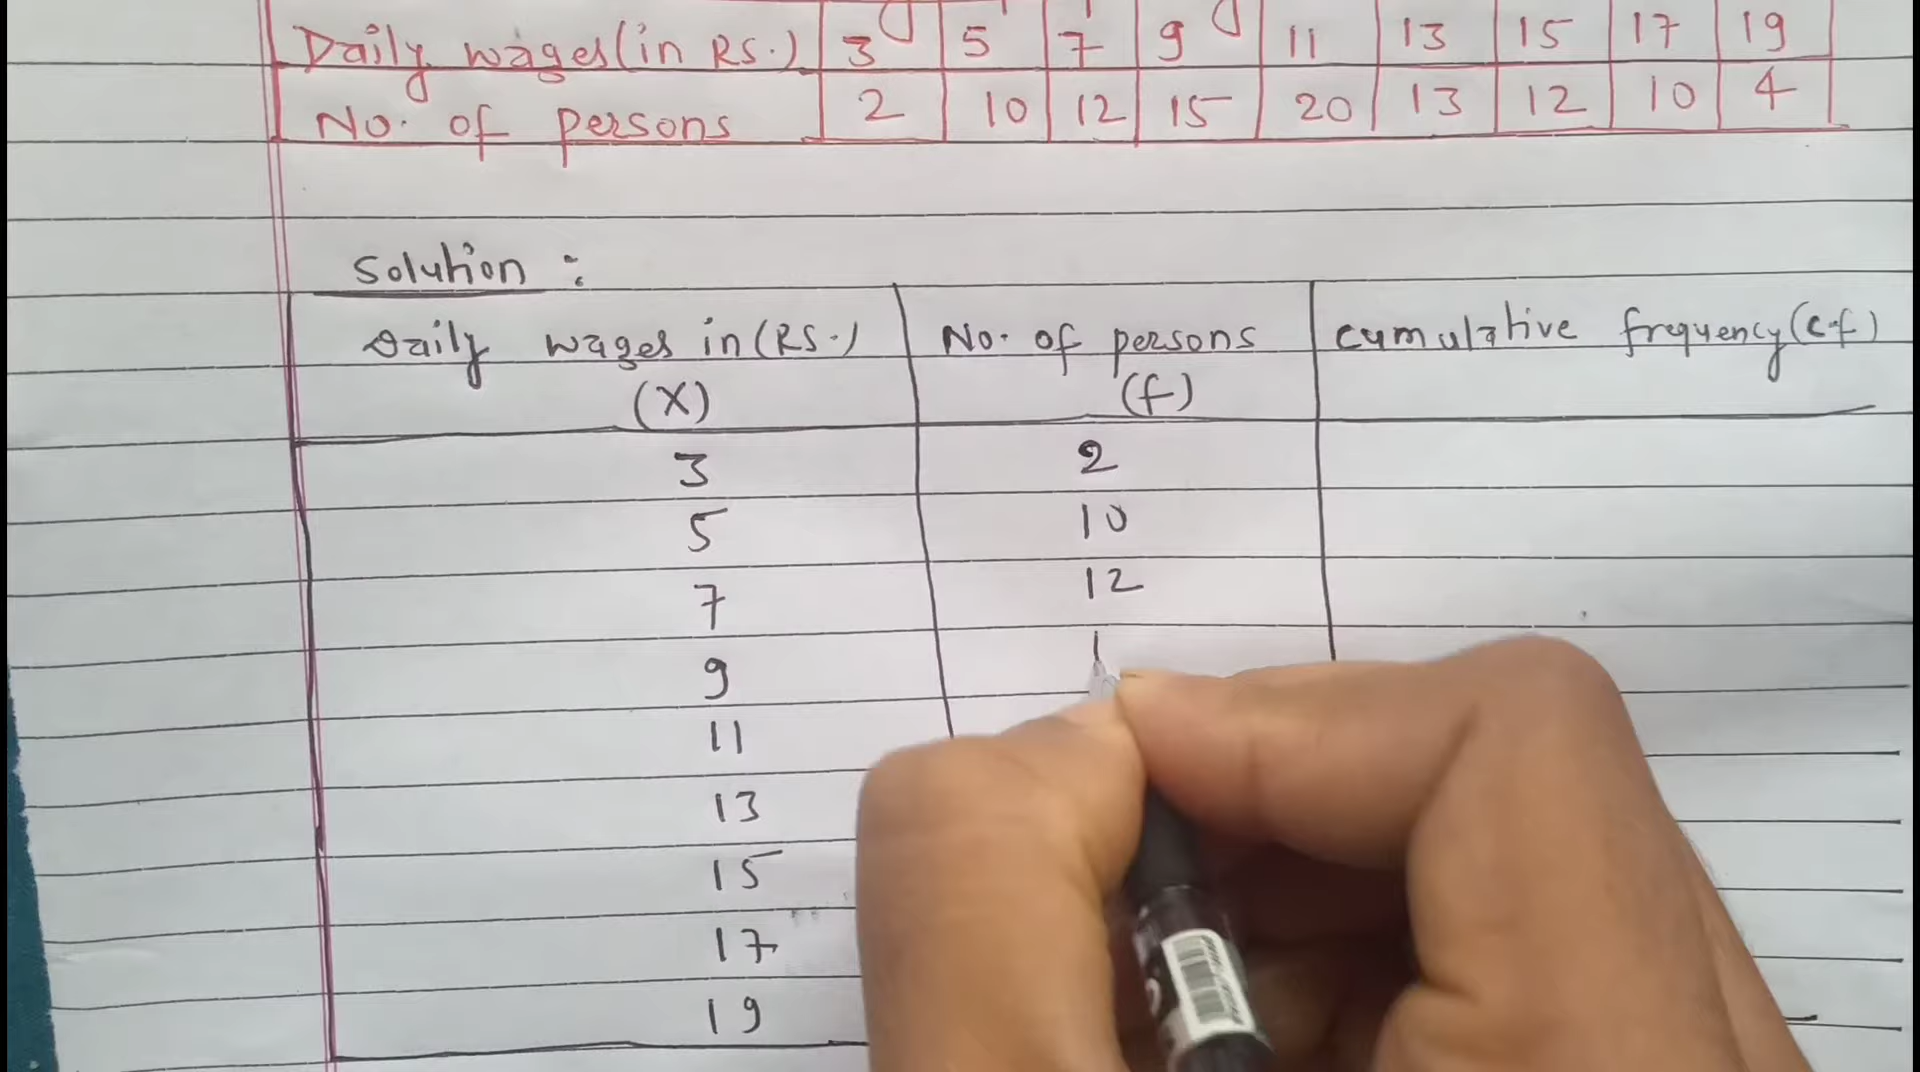 Daily wages (in RS.) 3 5 7 9 11 13 15 17 19
No. of persons 2 10 12 15 20 13 12 10 4
Solution :
Daily wages in (RS.) No. of persons cumulative frequency (c.f)
(X) (f)
3 2
5 10
7 12
9 1
11
13
15
17
19